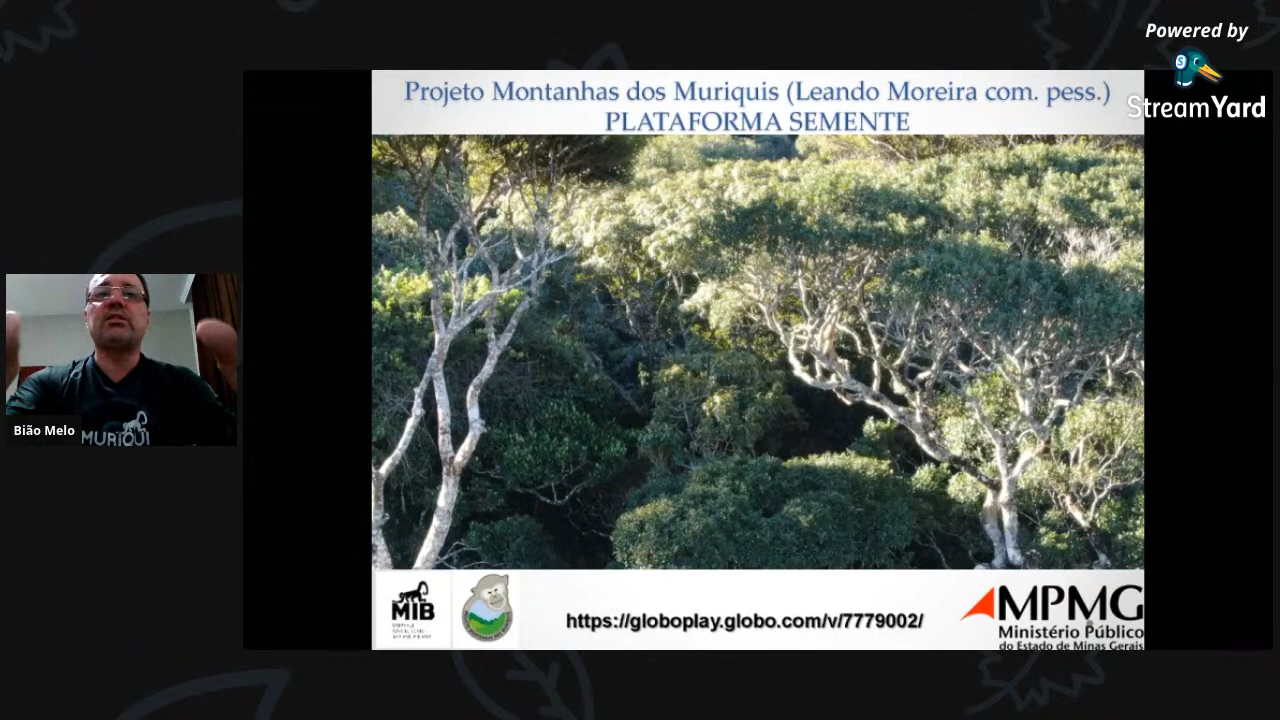 Powered by
StreamYard
Projeto Montanhas dos Muriquis (Leando Moreira com. pess.)
PLATAFORMA SEMENTE
Bião Melo
MURIQUI
MIB
https://globoplay.globo.com/v/7779002/
MPMG
Ministério Público
do Estado de Minas Gerais